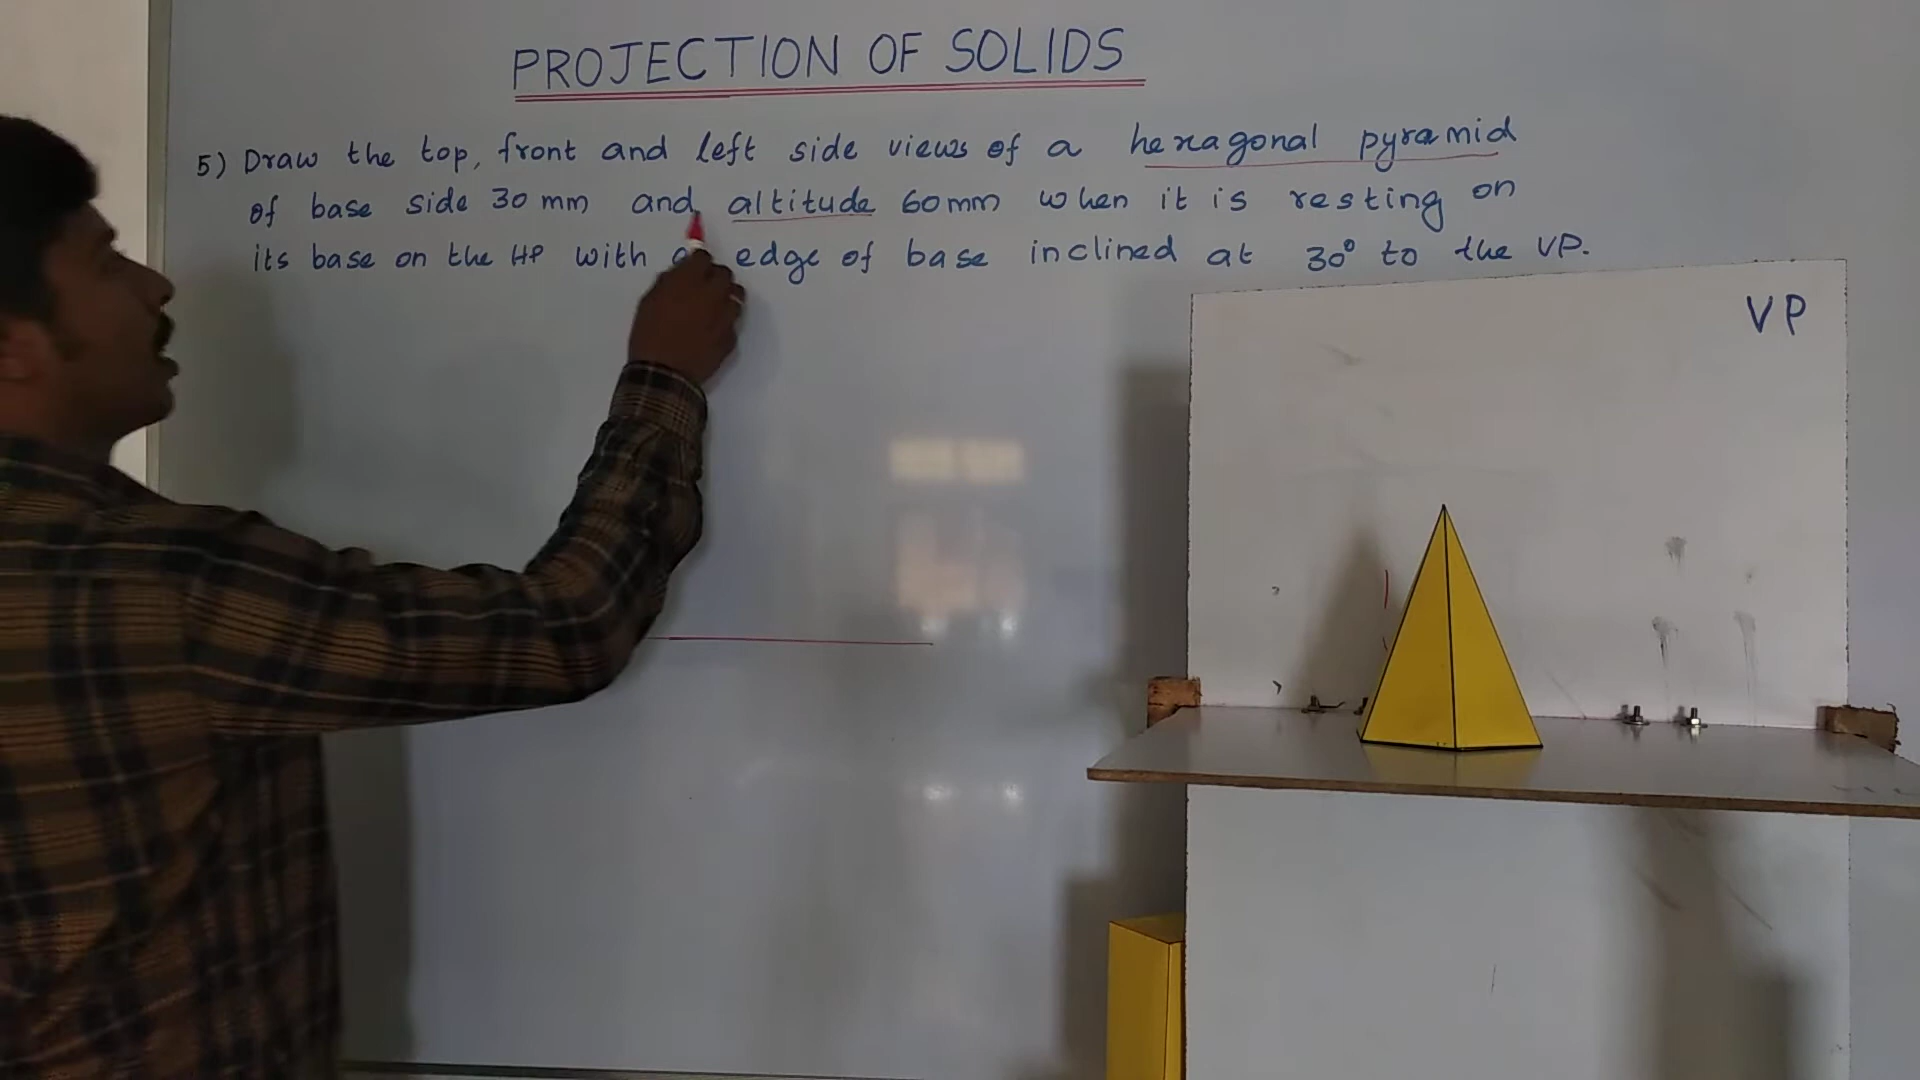 PROJECTION OF SOLIDS
5) Draw the top, front and left side views of a hexagonal pyramid
of base side 30 mm and altitude 60mm when it is resting on
its base on the HP with edge of base inclined at 30° to the VP.
VP